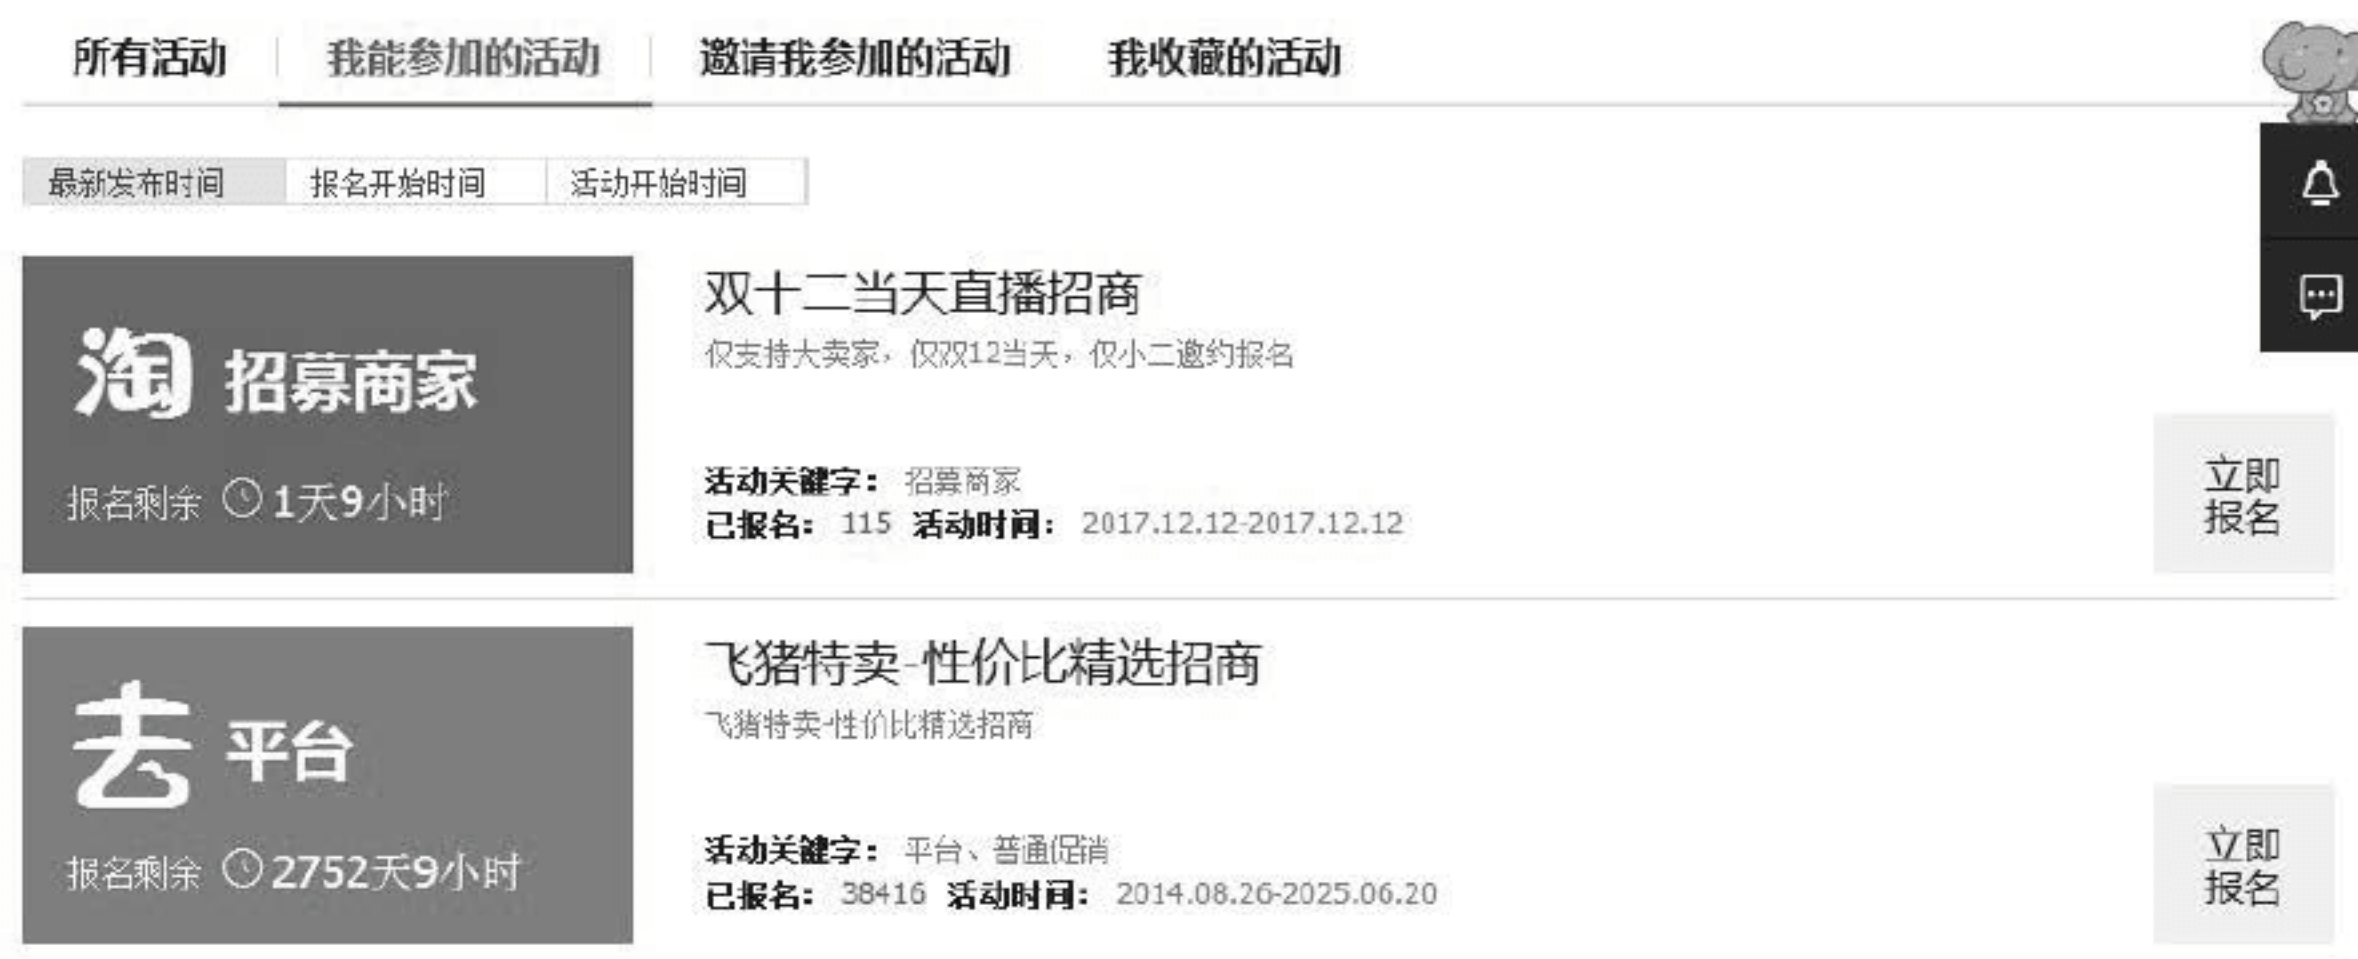 所有活动 我能参加的活动 邀请我参加的活动 我收藏的活动
最新发布时间 报名开始时间 活动开始时间
淘 招募商家
报名剩余 1天9小时
双十二当天直播招商
仅支持大卖家，仅双12当天，仅小二邀约报名
活动关键字： 招募商家
已报名： 115 活动时间： 2017.12.12-2017.12.12
立即
报名
去 平台
报名剩余 2752天9小时
飞猪特卖-性价比精选招商
飞猪特卖-性价比精选招商
活动关键字： 平台、普通促销
已报名： 38416 活动时间： 2014.08.26-2025.06.20
立即
报名